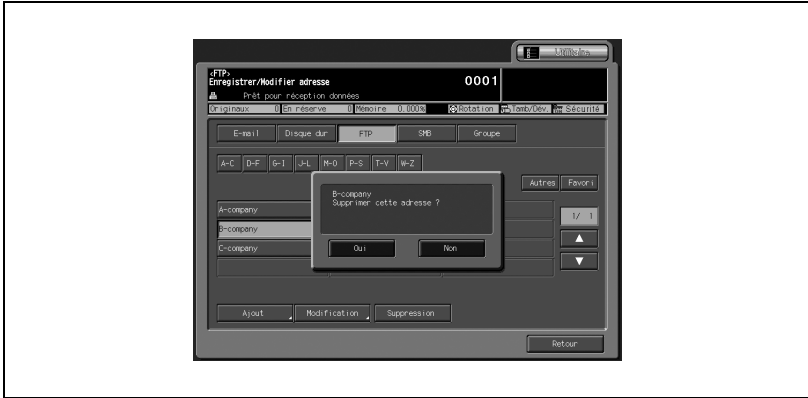 Utilitaire
<FTP>
Enregistrer/Modifier adresse 0001
Prêt pour réception données
Originaux 0 En réserve 0 Mémoire 0.000% Rotation Tamb/Dév. Sécurité
E-mail Disque dur FTP SMB Groupe
A-C D-F G-I J-L M-O P-S T-V W-Z
Autres Favori
B-company
Supprimer cette adresse ?
A-company
1/ 1
B-company
C-company
Oui Non
Ajout Modification Suppression
Retour